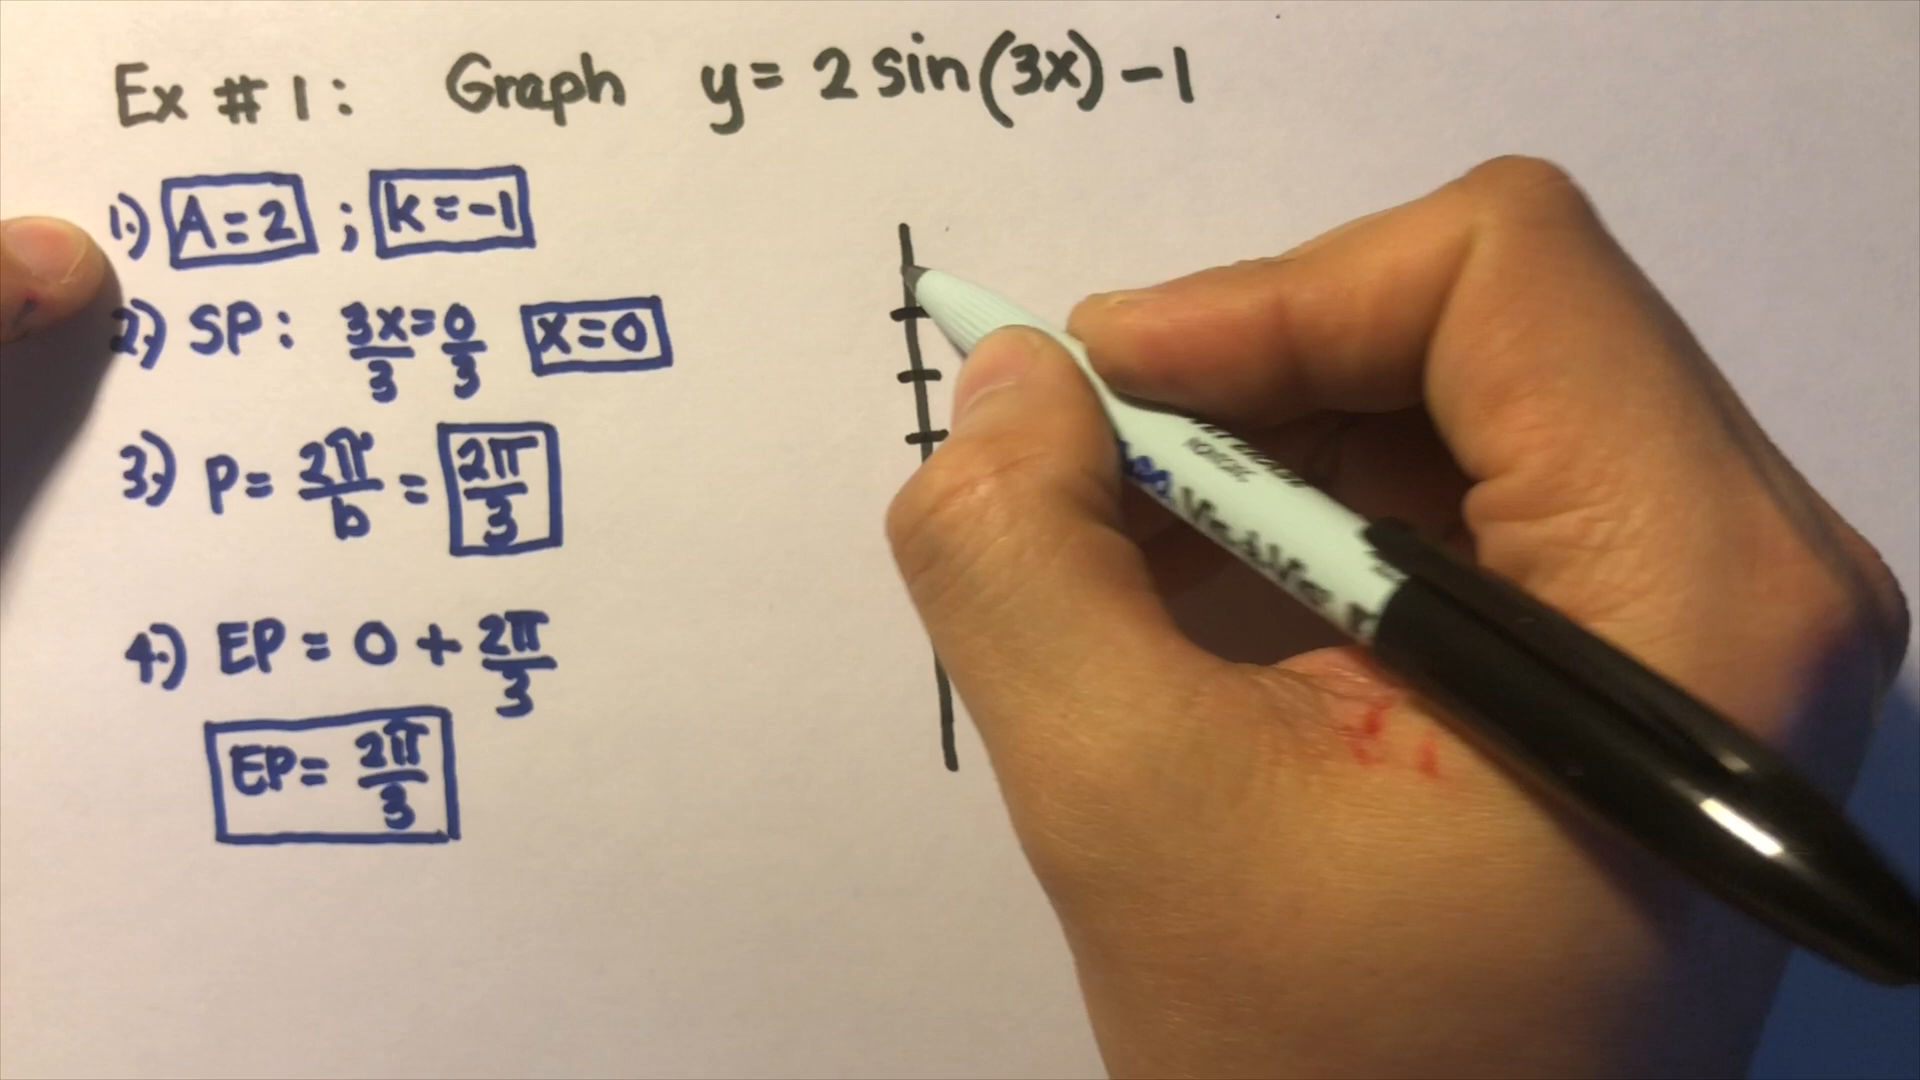 Ex # 1: Graph y = 2 sin(3x) - 1
1.) A = 2 ; k = -1
2.) SP: 3x/3 = 0/3 x = 0
3.) P = 2π/b = 2π/3
4.) EP = 0 + 2π/3
EP = 2π/3